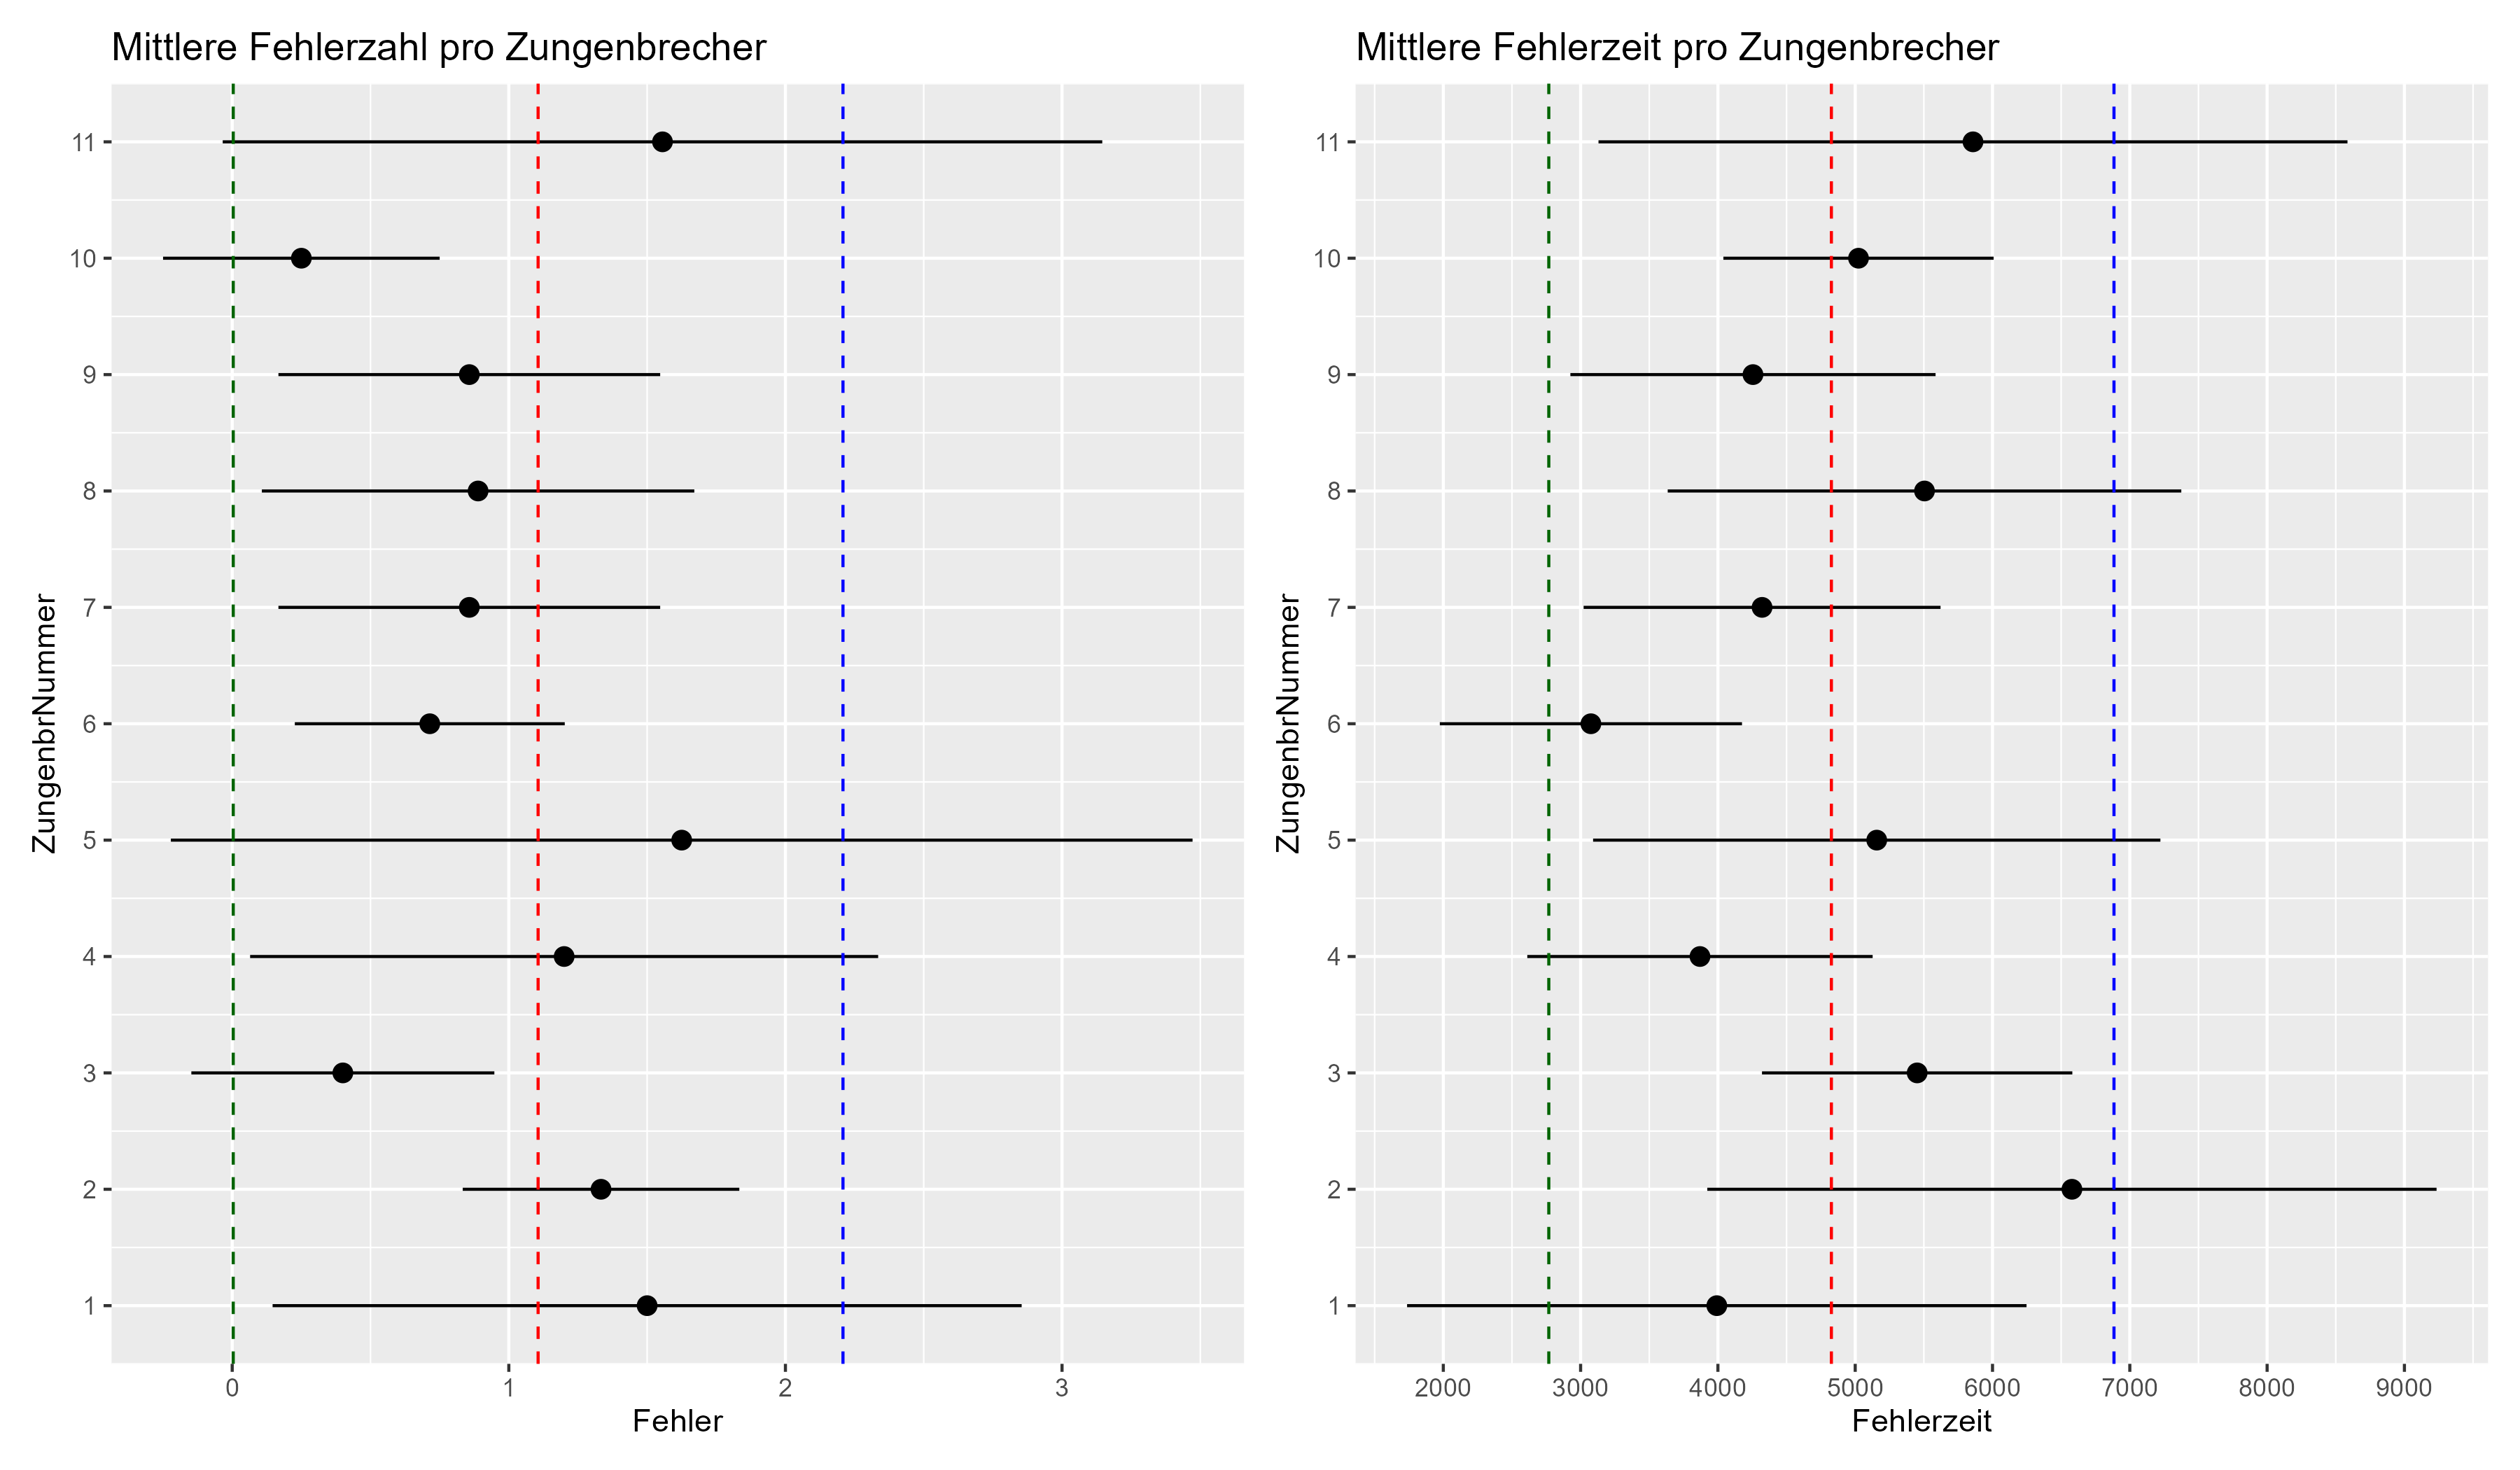 Mittlere Fehlerzahl pro Zungenbrecher
11
10
9
8
7
6
5
4
3
2
1
ZungenbrNummer
0 1 2 3
Fehler
Mittlere Fehlerzeit pro Zungenbrecher
11
10
9
8
7
6
5
4
3
2
1
ZungenbrNummer
2000 3000 4000 5000 6000 7000 8000 9000
Fehlerzeit